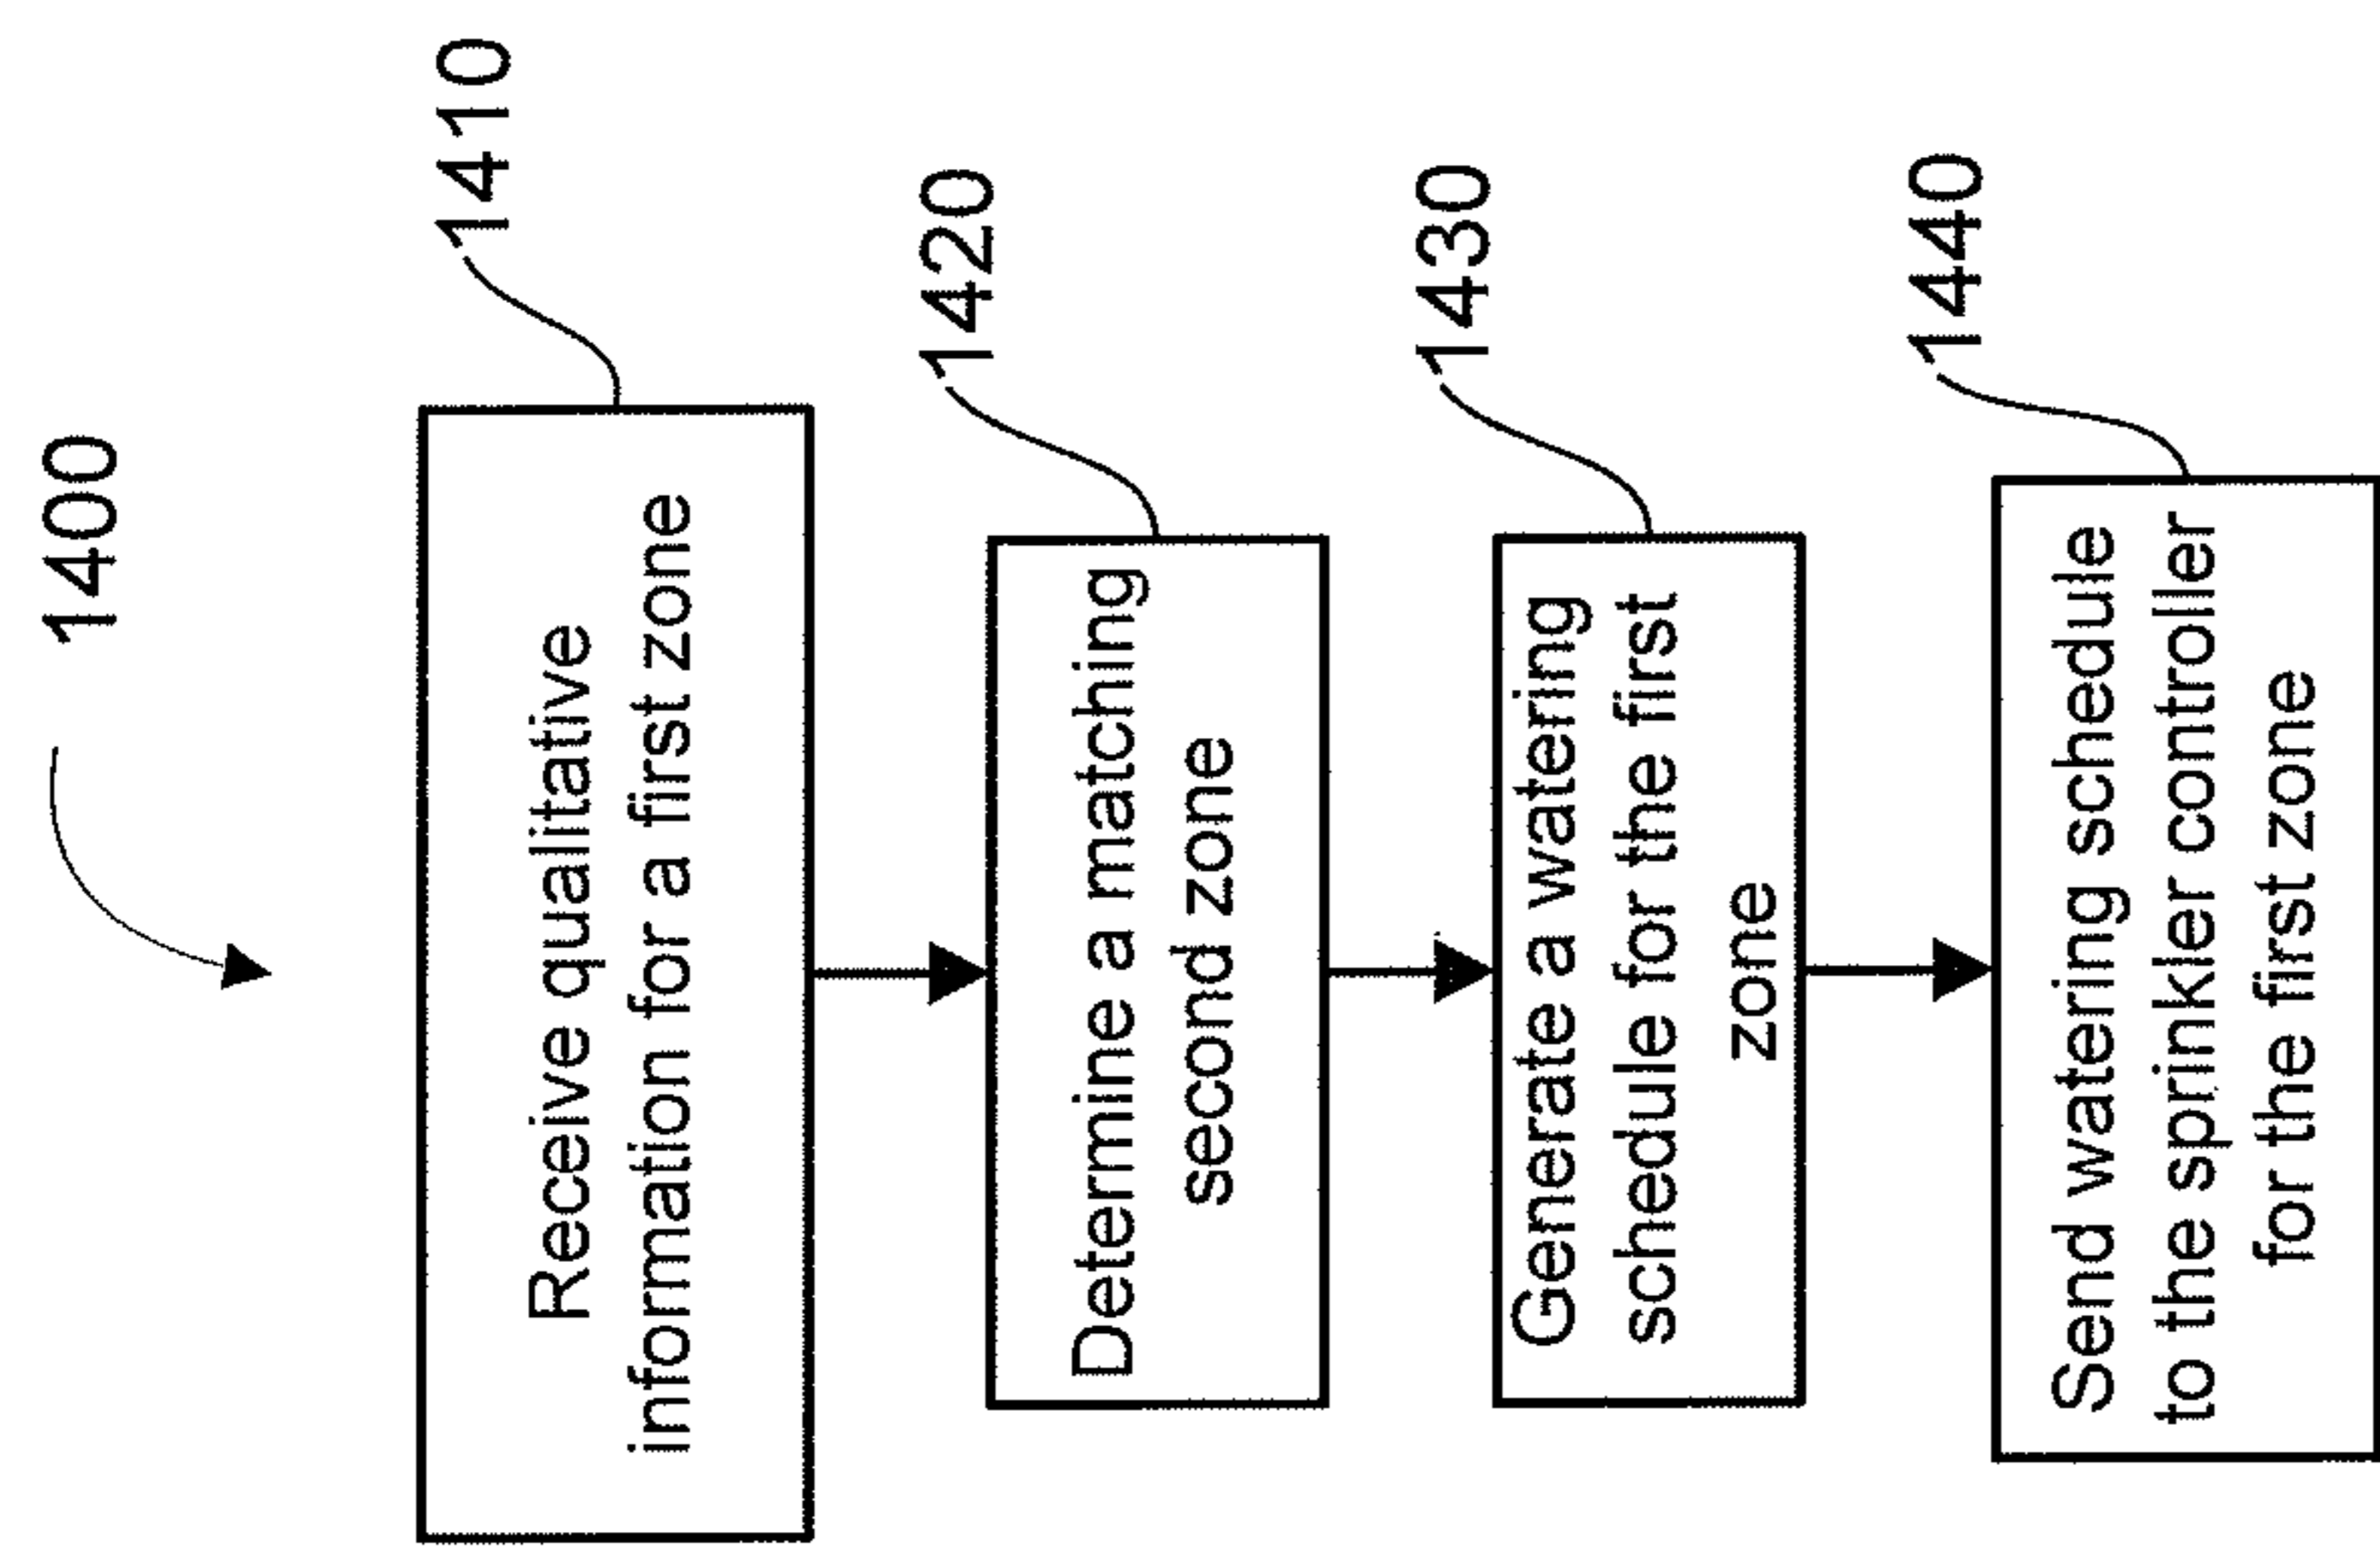 1400
1410
Receive qualitative
information for a first zone
1420
Determine a matching
second zone
1430
Generate a watering
schedule for the first
zone
1440
Send watering schedule
to the sprinkler controller
for the first zone